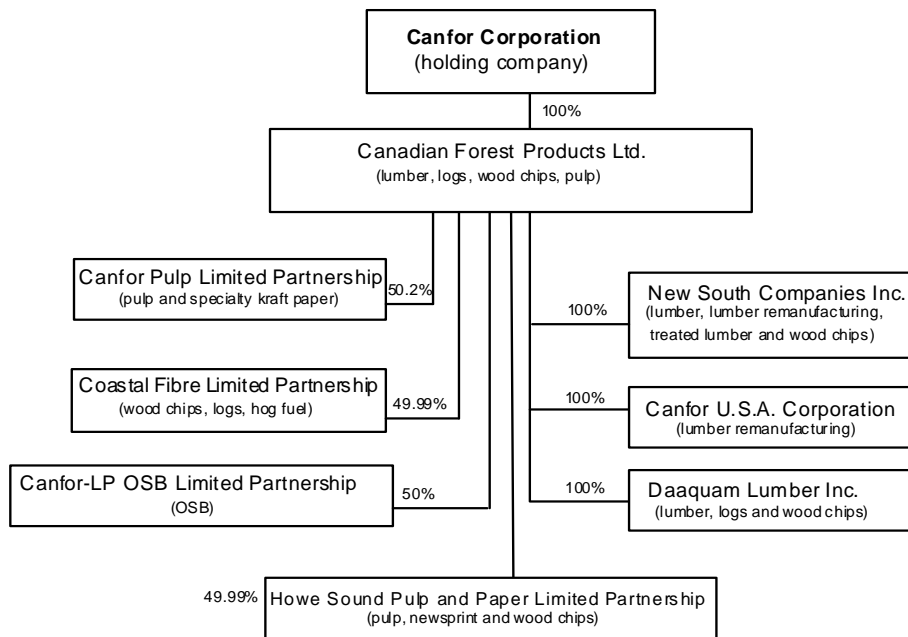 Canfor Corporation
(holding company)
100%
Canadian Forest Products Ltd.
(lumber, logs, wood chips, pulp)
Canfor Pulp Limited Partnership
(pulp and specialty kraft paper)
50.2%
New South Companies Inc.
(lumber, lumber remanufacturing,
treated lumber and wood chips)
100%
Coastal Fibre Limited Partnership
(wood chips, logs, hog fuel)
49.99%
100%
Canfor U.S.A. Corporation
(lumber remanufacturing)
Canfor-LP OSB Limited Partnership
(OSB)
50%
100%
Daaquam Lumber Inc.
(lumber, logs and wood chips)
49.99%
Howe Sound Pulp and Paper Limited Partnership
(pulp, newsprint and wood chips)